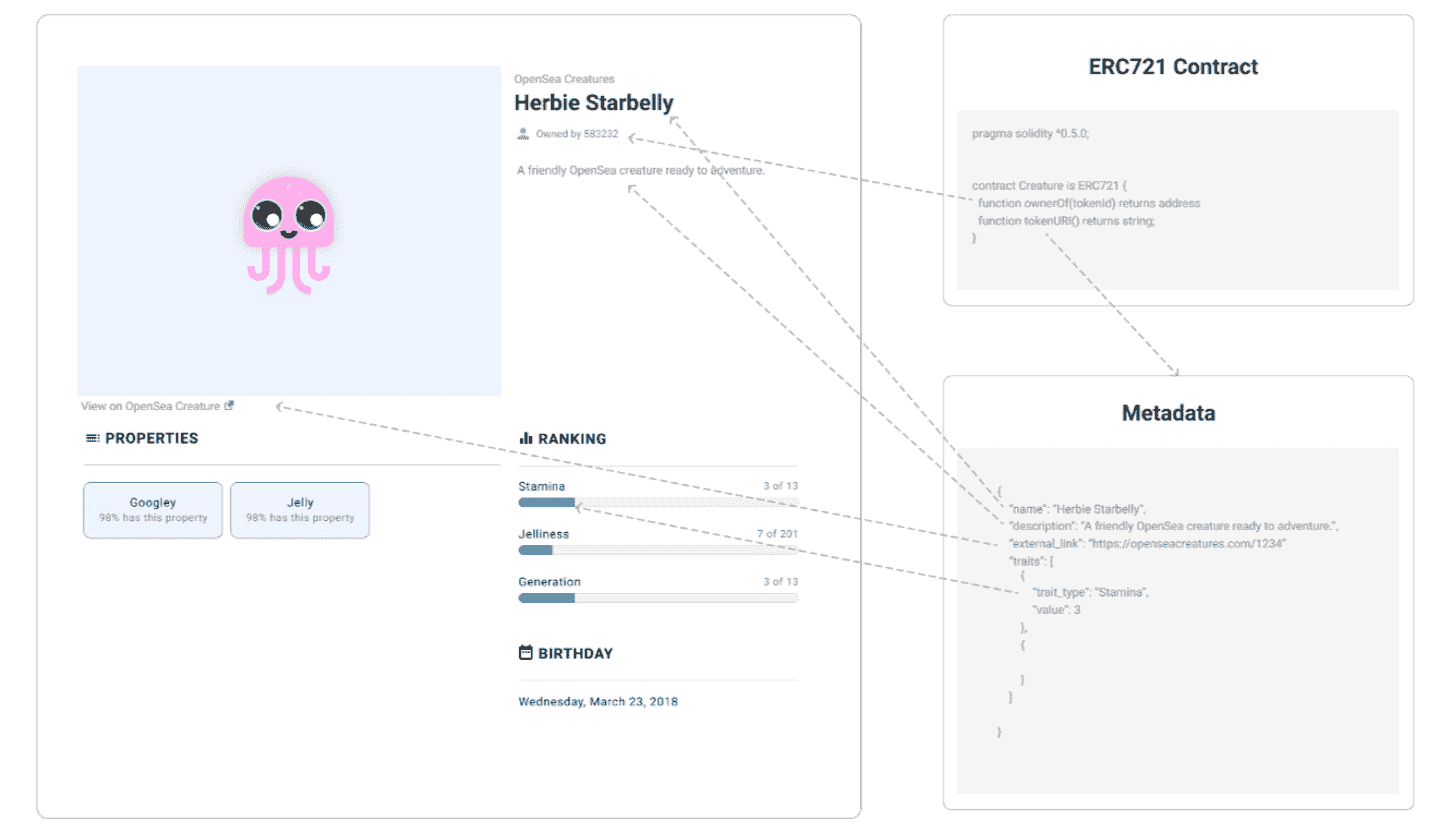 OpenSea Creatures
Herbie Starbelly
Owned by 583232
A friendly OpenSea creature ready to adventure.
View on OpenSea Creature
PROPERTIES
Googley
98% has this property
Jelly
98% has this property
RANKING
Stamina
3 of 13
Jelliness
7 of 201
Generation
3 of 13
BIRTHDAY
Wednesday, March 23, 2018
ERC721 Contract
pragma solidity ^0.5.0;
contract Creature is ERC721 {
function ownerOf(tokenId) returns address
function tokenURI() returns string;
}
Metadata
{
"name": "Herbie Starbelly",
"description": "A friendly OpenSea creature ready to adventure.",
"external_link": "https://openseacreatures.com/1234"
"traits": [
{
"trait_type": "Stamina",
"value": 3
},
{
}
]
}